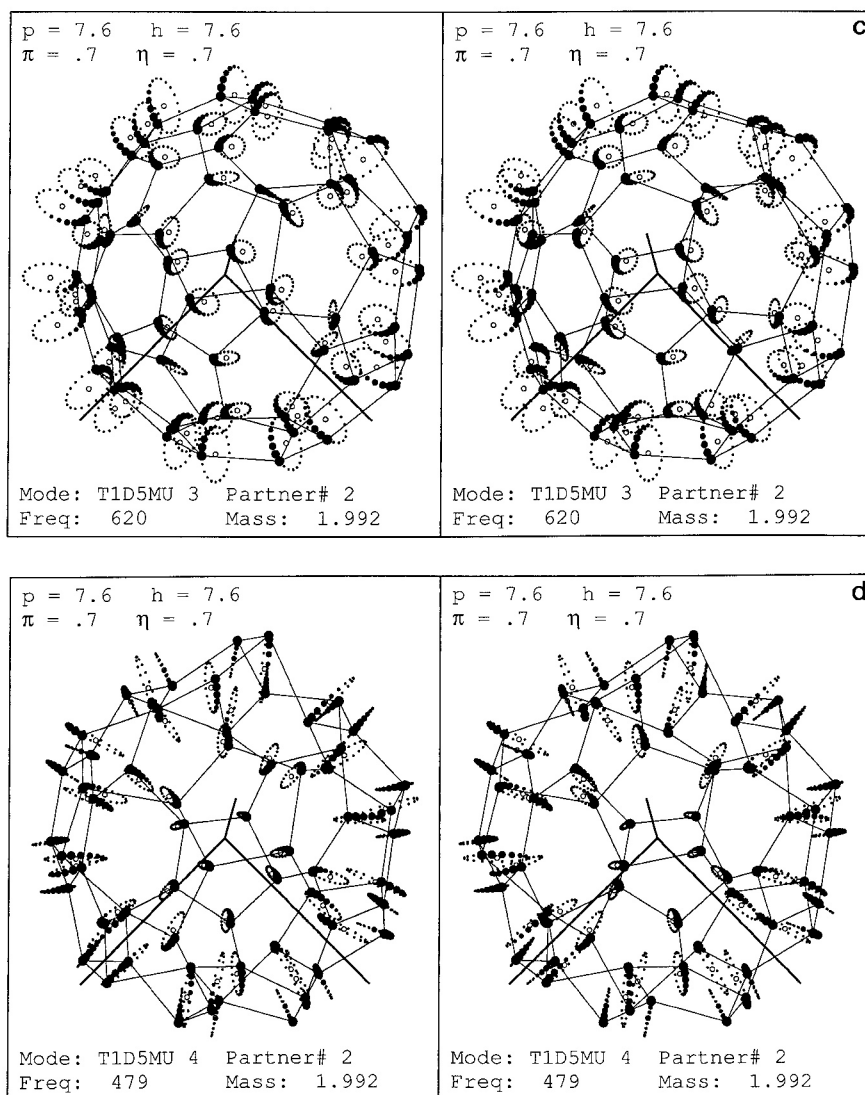 p = 7.6 h = 7.6
π = .7 η = .7
Mode: T1D5MU 3 Partner# 2
Freq: 620 Mass: 1.992
p = 7.6 h = 7.6 c
π = .7 η = .7
Mode: T1D5MU 3 Partner# 2
Freq: 620 Mass: 1.992
p = 7.6 h = 7.6
π = .7 η = .7
Mode: T1D5MU 4 Partner# 2
Freq: 479 Mass: 1.992
p = 7.6 h = 7.6 d
π = .7 η = .7
Mode: T1D5MU 4 Partner# 2
Freq: 479 Mass: 1.992